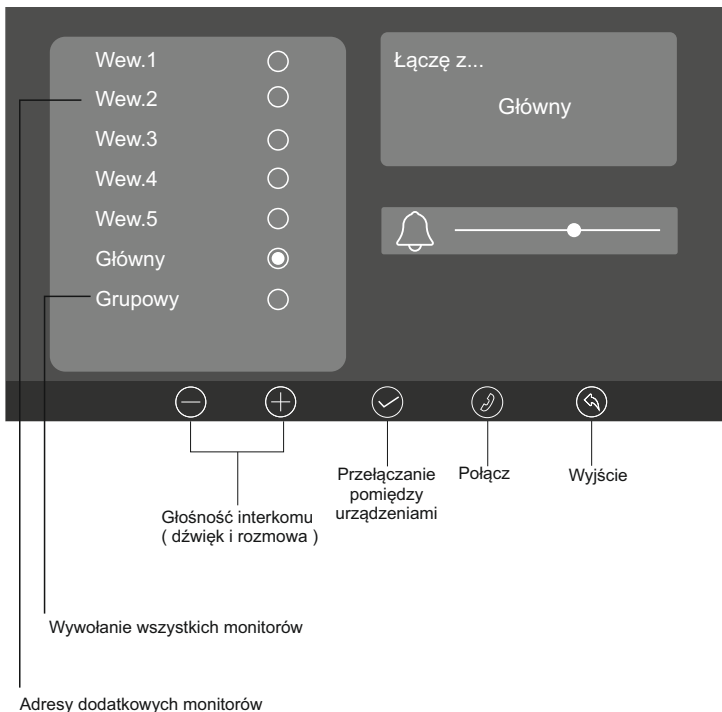 Wew.1
Wew.2
Wew.3
Wew.4
Wew.5
Główny
Grupowy
Łączę z...
Główny
Głośność interkomu
( dźwięk i rozmowa )
Przełączanie
pomiędzy
urządzeniami
Połącz
Wyjście
Wywołanie wszystkich monitorów
Adresy dodatkowych monitorów